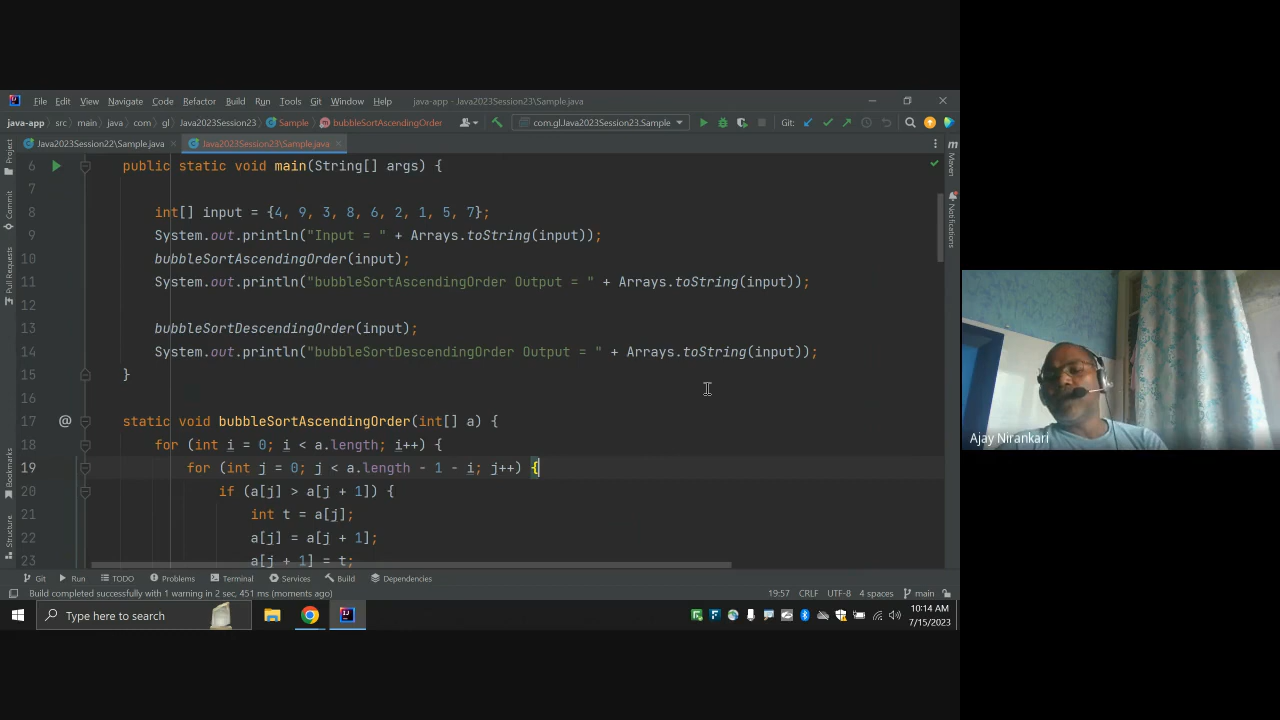 File Edit View Navigate Code Refactor Build Run Tools Git Window Help java-app - Java2023Session23\Sample.java
java-app src main java com gl Java2023Session23 Sample bubbleSortAscendingOrder com.gl.Java2023Session23.Sample Git:
Java2023Session22\Sample.java Java2023Session23\Sample.java
6 public static void main(String[] args) {
7
8 int[] input = {4, 9, 3, 8, 6, 2, 1, 5, 7};
9 System.out.println("Input = " + Arrays.toString(input));
10 bubbleSortAscendingOrder(input);
11 System.out.println("bubbleSortAscendingOrder Output = " + Arrays.toString(input));
12
13 bubbleSortDescendingOrder(input);
14 System.out.println("bubbleSortDescendingOrder Output = " + Arrays.toString(input));
15 }
16
17 @ static void bubbleSortAscendingOrder(int[] a) {
18 for (int i = 0; i < a.length; i++) {
19 for (int j = 0; j < a.length - 1 - i; j++) {
20 if (a[j] > a[j + 1]) {
21 int t = a[j];
22 a[j] = a[j + 1];
23 a[j + 1] = t;
Project
Commit
Pull Requests
Bookmarks
Structure
Maven
Notifications
Git Run TODO Problems Terminal Services Build Dependencies
Build completed successfully with 1 warning in 2 sec, 451 ms (moments ago) 19:57 CRLF UTF-8 4 spaces main
Type here to search
10:14 AM
7/15/2023
Ajay Nirankari